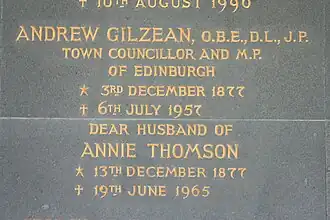 † 10TH AUGUST 1990
ANDREW GILZEAN, O.B.E., D.L., J.P.
TOWN COUNCILLOR AND M.P.
OF EDINBURGH
* 3RD DECEMBER 1877
† 6TH JULY 1957
DEAR HUSBAND OF
ANNIE THOMSON
* 13TH DECEMBER 1877
† 19TH JUNE 1965